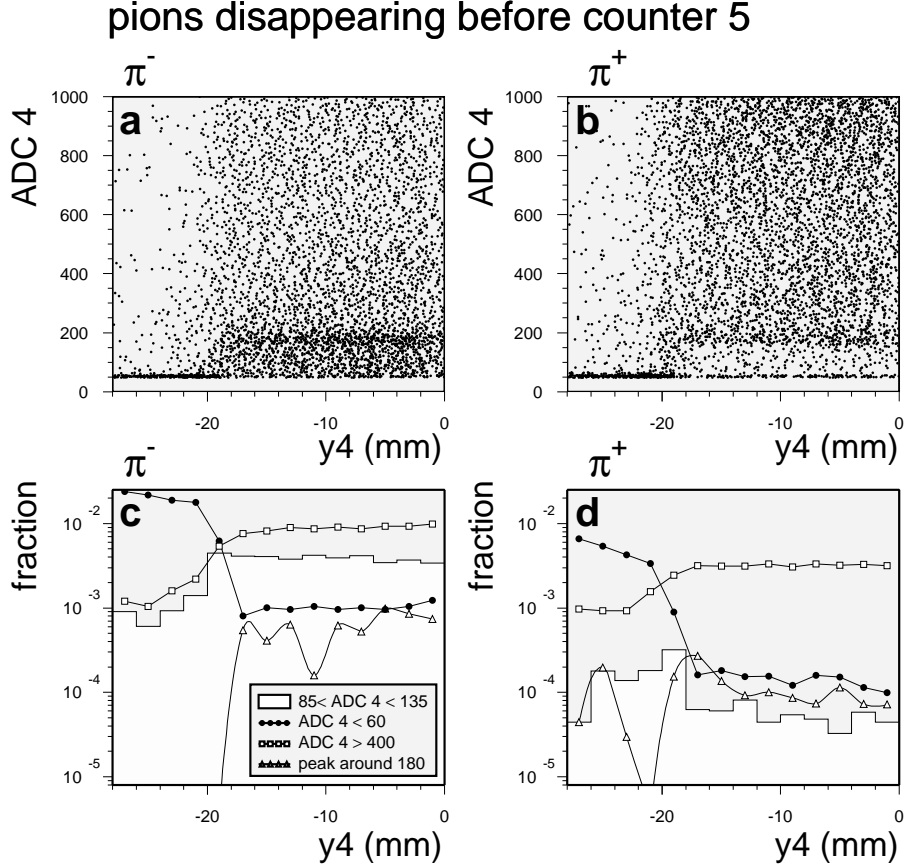 pions disappearing before counter 5
π-
π+
a
b
ADC 4
1000
800
600
400
200
0
-20
-10
0
y4 (mm)
ADC 4
1000
800
600
400
200
0
-20
-10
0
y4 (mm)
π-
π+
c
d
fraction
10 -2
10 -3
10 -4
10 -5
-20
-10
0
y4 (mm)
85< ADC 4 < 135
ADC 4 < 60
ADC 4 > 400
peak around 180
fraction
10 -2
10 -3
10 -4
10 -5
-20
-10
0
y4 (mm)